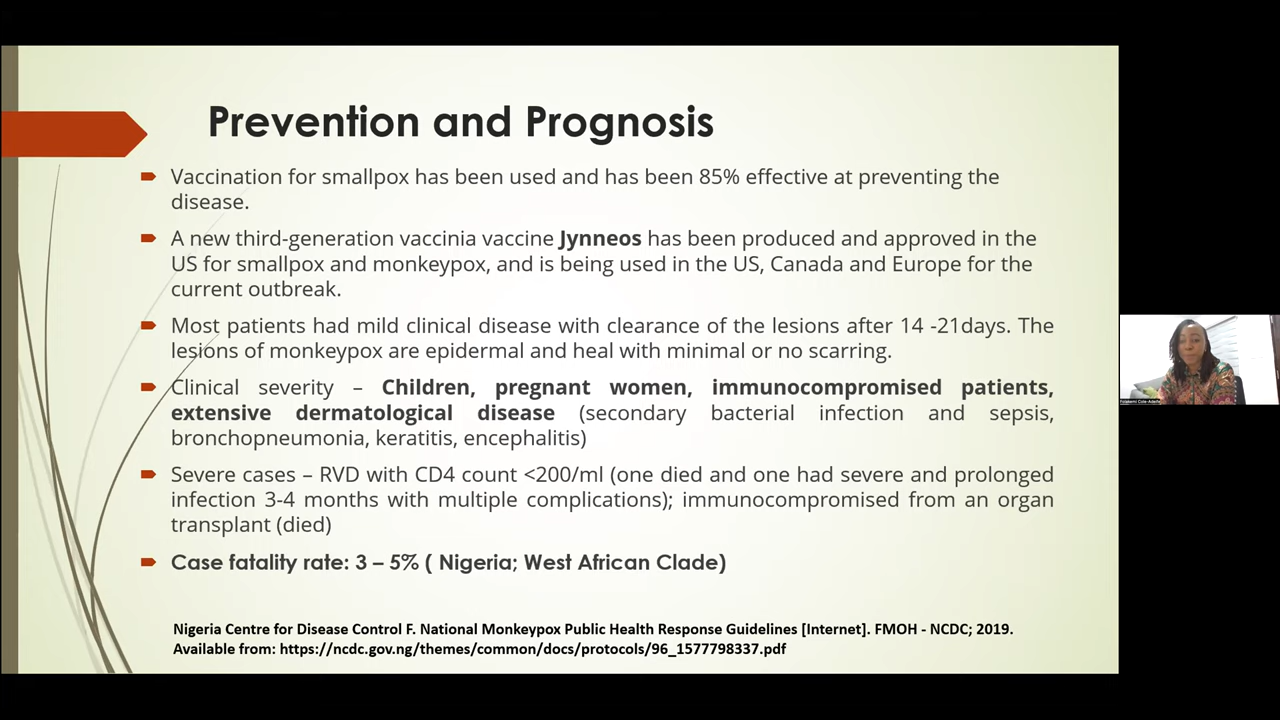 Prevention and Prognosis
Vaccination for smallpox has been used and has been 85% effective at preventing the
disease.
A new third-generation vaccinia vaccine Jynneos has been produced and approved in the
US for smallpox and monkeypox, and is being used in the US, Canada and Europe for the
current outbreak.
Most patients had mild clinical disease with clearance of the lesions after 14 -21days. The
lesions of monkeypox are epidermal and heal with minimal or no scarring.
Clinical severity – Children, pregnant women, immunocompromised patients,
extensive dermatological disease (secondary bacterial infection and sepsis,
bronchopneumonia, keratitis, encephalitis)
Severe cases – RVD with CD4 count <200/ml (one died and one had severe and prolonged
infection 3-4 months with multiple complications); immunocompromised from an organ
transplant (died)
Case fatality rate: 3 – 5% ( Nigeria; West African Clade)
Nigeria Centre for Disease Control F. National Monkeypox Public Health Response Guidelines [Internet]. FMOH - NCDC; 2019.
Available from: https://ncdc.gov.ng/themes/common/docs/protocols/96_1577798337.pdf